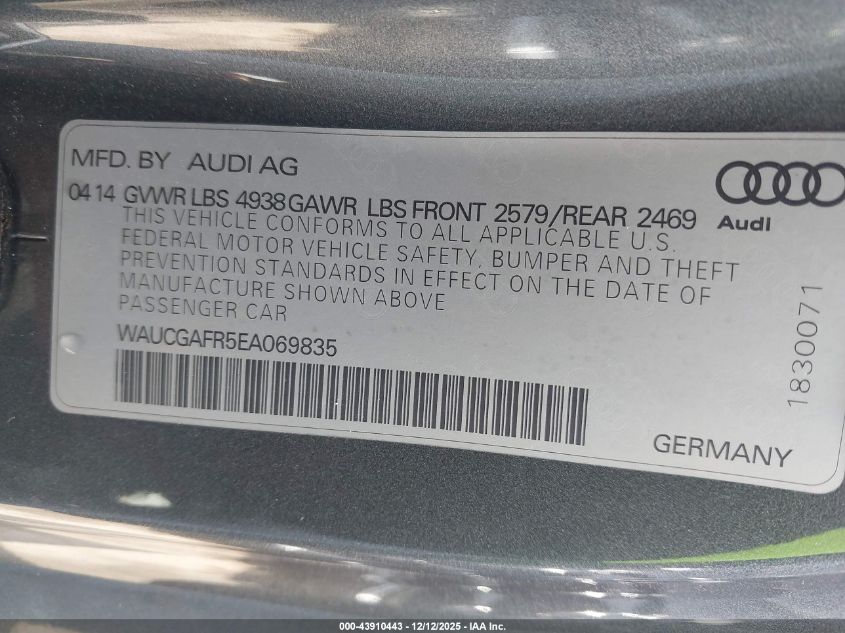 MFD. BY AUDI AG
04 14 GVWR LBS 4938 GAWR LBS FRONT 2579/REAR 2469
Audi
THIS VEHICLE CONFORMS TO ALL APPLICABLE U.S.
FEDERAL MOTOR VEHICLE SAFETY, BUMPER AND THEFT
PREVENTION STANDARDS IN EFFECT ON THE DATE OF
MANUFACTURE SHOWN ABOVE
PASSENGER CAR
WAUCGAFR5EA069835
1830071
GERMANY
000-43910443 - 12/12/2025 - IAA Inc.